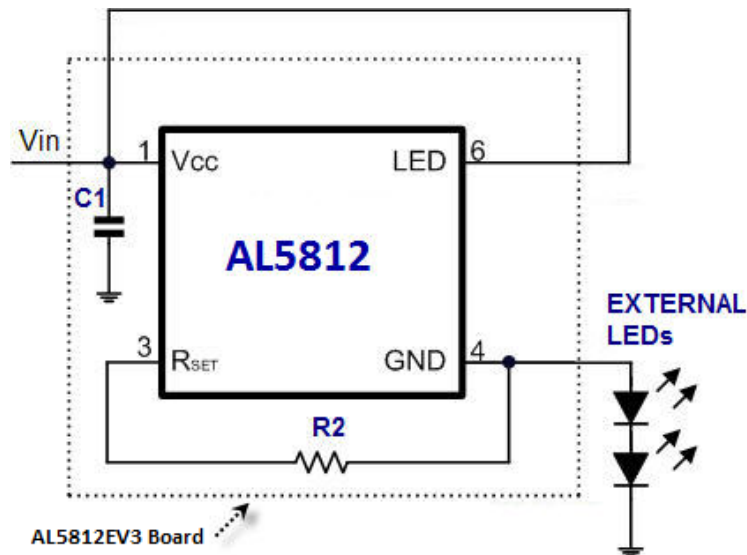 Vin
1
Vcc
LED
6
C1
AL5812
EXTERNAL
LEDs
3
RSET
GND
4
R2
AL5812EV3 Board